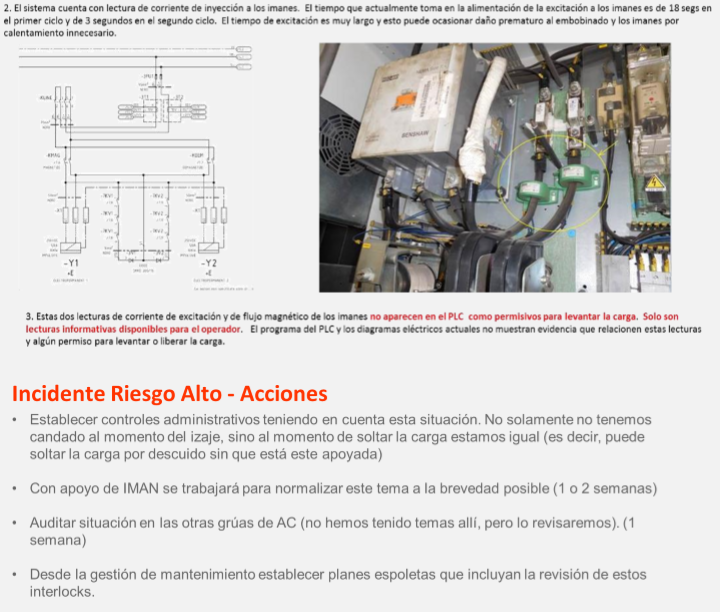 2. El sistema cuenta con lectura de corriente de inyección a los imanes. El tiempo que actualmente toma en la alimentación de la excitación a los imanes es de 18 segs en
el primer ciclo y de 3 segundos en el segundo ciclo. El tiempo de excitación es muy largo y esto puede ocasionar daño prematuro al embobinado y los imanes por
calentamiento innecesario.
-Y1
-Y2
BENSHAW
3. Estas dos lecturas de corriente de excitación y de flujo magnético de los imanes no aparecen en el PLC como permisivos para levantar la carga. Solo son
lecturas informativas disponibles para el operador. El programa del PLC y los diagramas eléctricos actuales no muestran evidencia que relacionen estas lecturas
y algún permiso para levantar o liberar la carga.
Incidente Riesgo Alto - Acciones
• Establecer controles administrativos teniendo en cuenta esta situación. No solamente no tenemos
candado al momento del izaje, sino al momento de soltar la carga estamos igual (es decir, puede
soltar la carga por descuido sin que está este apoyada)
• Con apoyo de IMAN se trabajará para normalizar este tema a la brevedad posible (1 o 2 semanas)
• Auditar situación en las otras grúas de AC (no hemos tenido temas allí, pero lo revisaremos). (1
semana)
• Desde la gestión de mantenimiento establecer planes espoletas que incluyan la revisión de estos
interlocks.